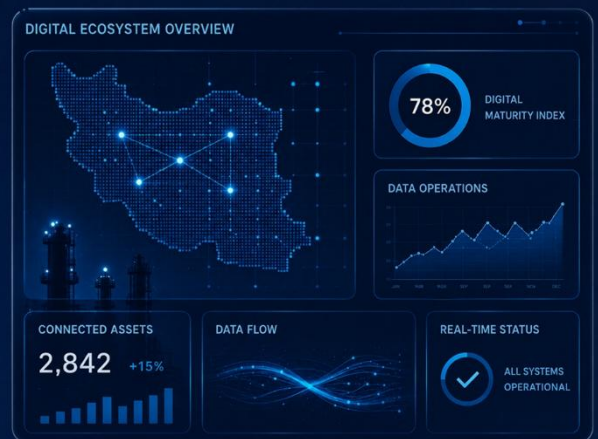 DIGITAL ECOSYSTEM OVERVIEW
78%
DIGITAL
MATURITY INDEX
DATA OPERATIONS
CONNECTED ASSETS
2,842 +15%
DATA FLOW
REAL-TIME STATUS
ALL SYSTEMS
OPERATIONAL